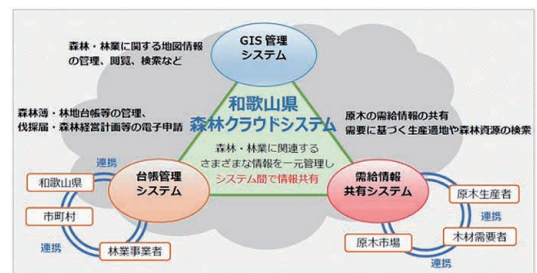 森林・林業に関する地図情報
の管理、閲覧、検索など
GIS 管理
システム
和歌山県
森林クラウドシステム
森林簿・林地台帳等の管理、
伐採届・森林経営計画等の電子申請
原木の需給情報の共有
需要に基づく生産適地や森林資源の検索
森林・林業に関連する
さまざまな情報を一元管理し
システム間で情報共有
台帳管理
システム
需給情報
共有システム
連携
和歌山県
市町村
連携
林業事業者
原木生産者
連携
木材需要者
原木市場
連携